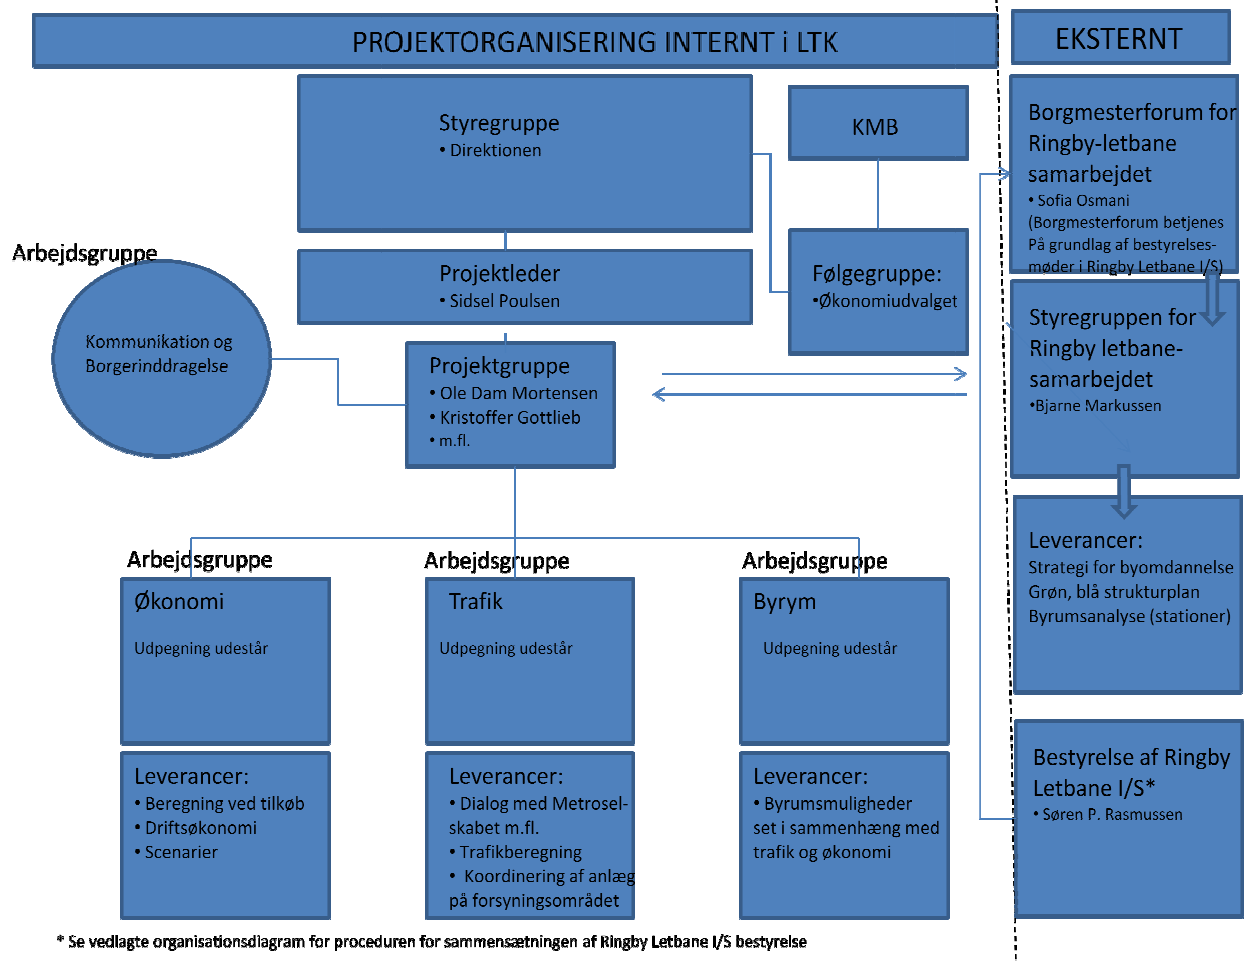 PROJEKTORGANISERING INTERNT i LTK
EKSTERNT
Styregruppe
• Direktionen
KMB
Borgmesterforum for
Ringby-letbane
samarbejdet
• Sofia Osmani
(Borgmesterforum betjenes
På grundlag af bestyrelses-
møder i Ringby Letbane I/S)
Arbejdsgruppe
Kommunikation og
Borgerinddragelse
Projektleder
• Sidsel Poulsen
Følgegruppe:
•Økonomiudvalget
Projektgruppe
• Ole Dam Mortensen
• Kristoffer Gottlieb
• m.fl.
Styregruppen for
Ringby letbane-
samarbejdet
•Bjarne Markussen
Arbejdsgruppe
Økonomi
Udpegning udestår
Arbejdsgruppe
Trafik
Udpegning udestår
Arbejdsgruppe
Byrym
Udpegning udestår
Leverancer:
Strategi for byomdannelse
Grøn, blå strukturplan
Byrumsanalyse (stationer)
Leverancer:
• Beregning ved tilkøb
• Driftsøkonomi
• Scenarier
Leverancer:
• Dialog med Metrosel-
skabet m.fl.
• Trafikberegning
• Koordinering af anlæg
på forsyningsområdet
Leverancer:
• Byrumsmuligheder
set i sammenhæng med
trafik og økonomi
Bestyrelse af Ringby
Letbane I/S*
• Søren P. Rasmussen
* Se vedlagte organisationsdiagram for proceduren for sammensætningen af Ringby Letbane I/S bestyrelse